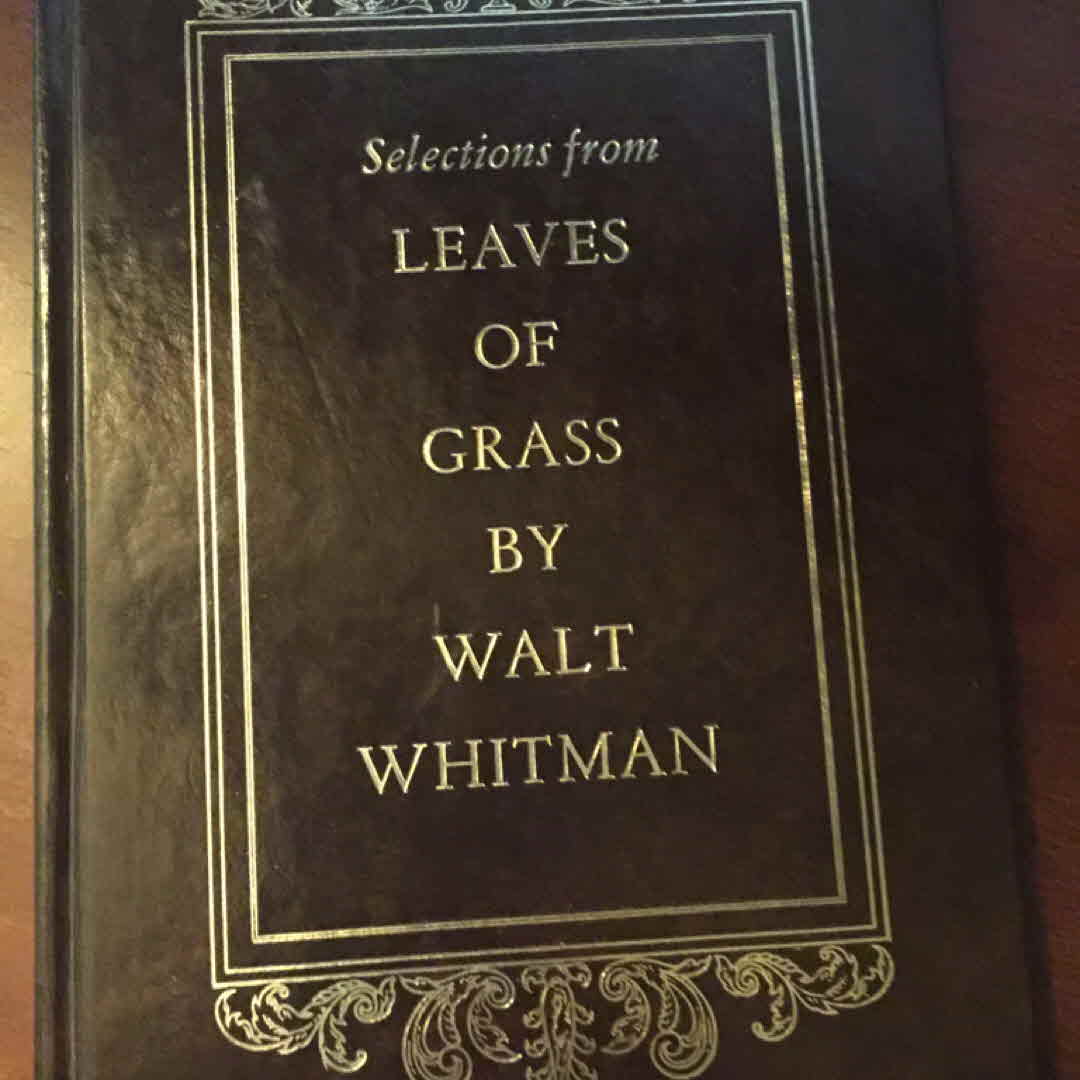 Selections from
LEAVES
OF
GRASS
BY
WALT
WHITMAN